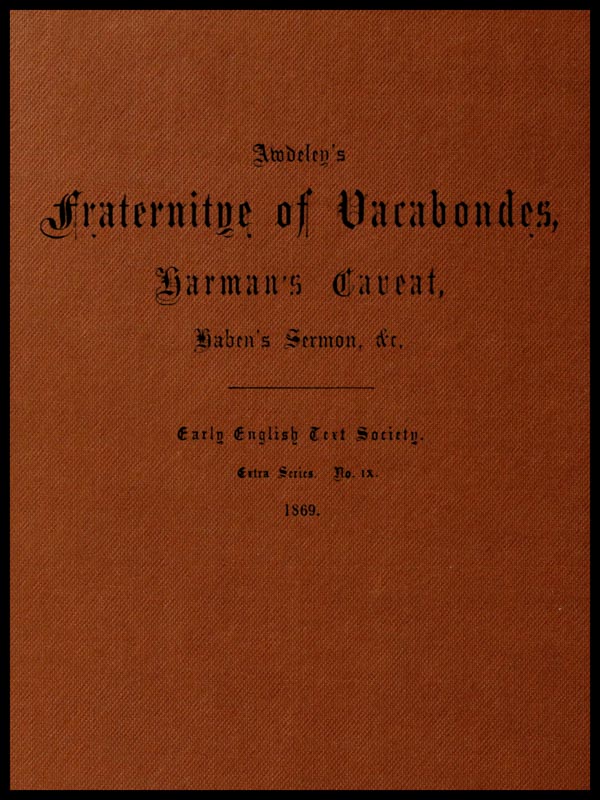 Awdeley's
Fraternitye of Vacabondes,
Harman's Caveat,
Haben's Sermon, &c.
Early English Text Society.
Extra Series. No. IX.
1869.